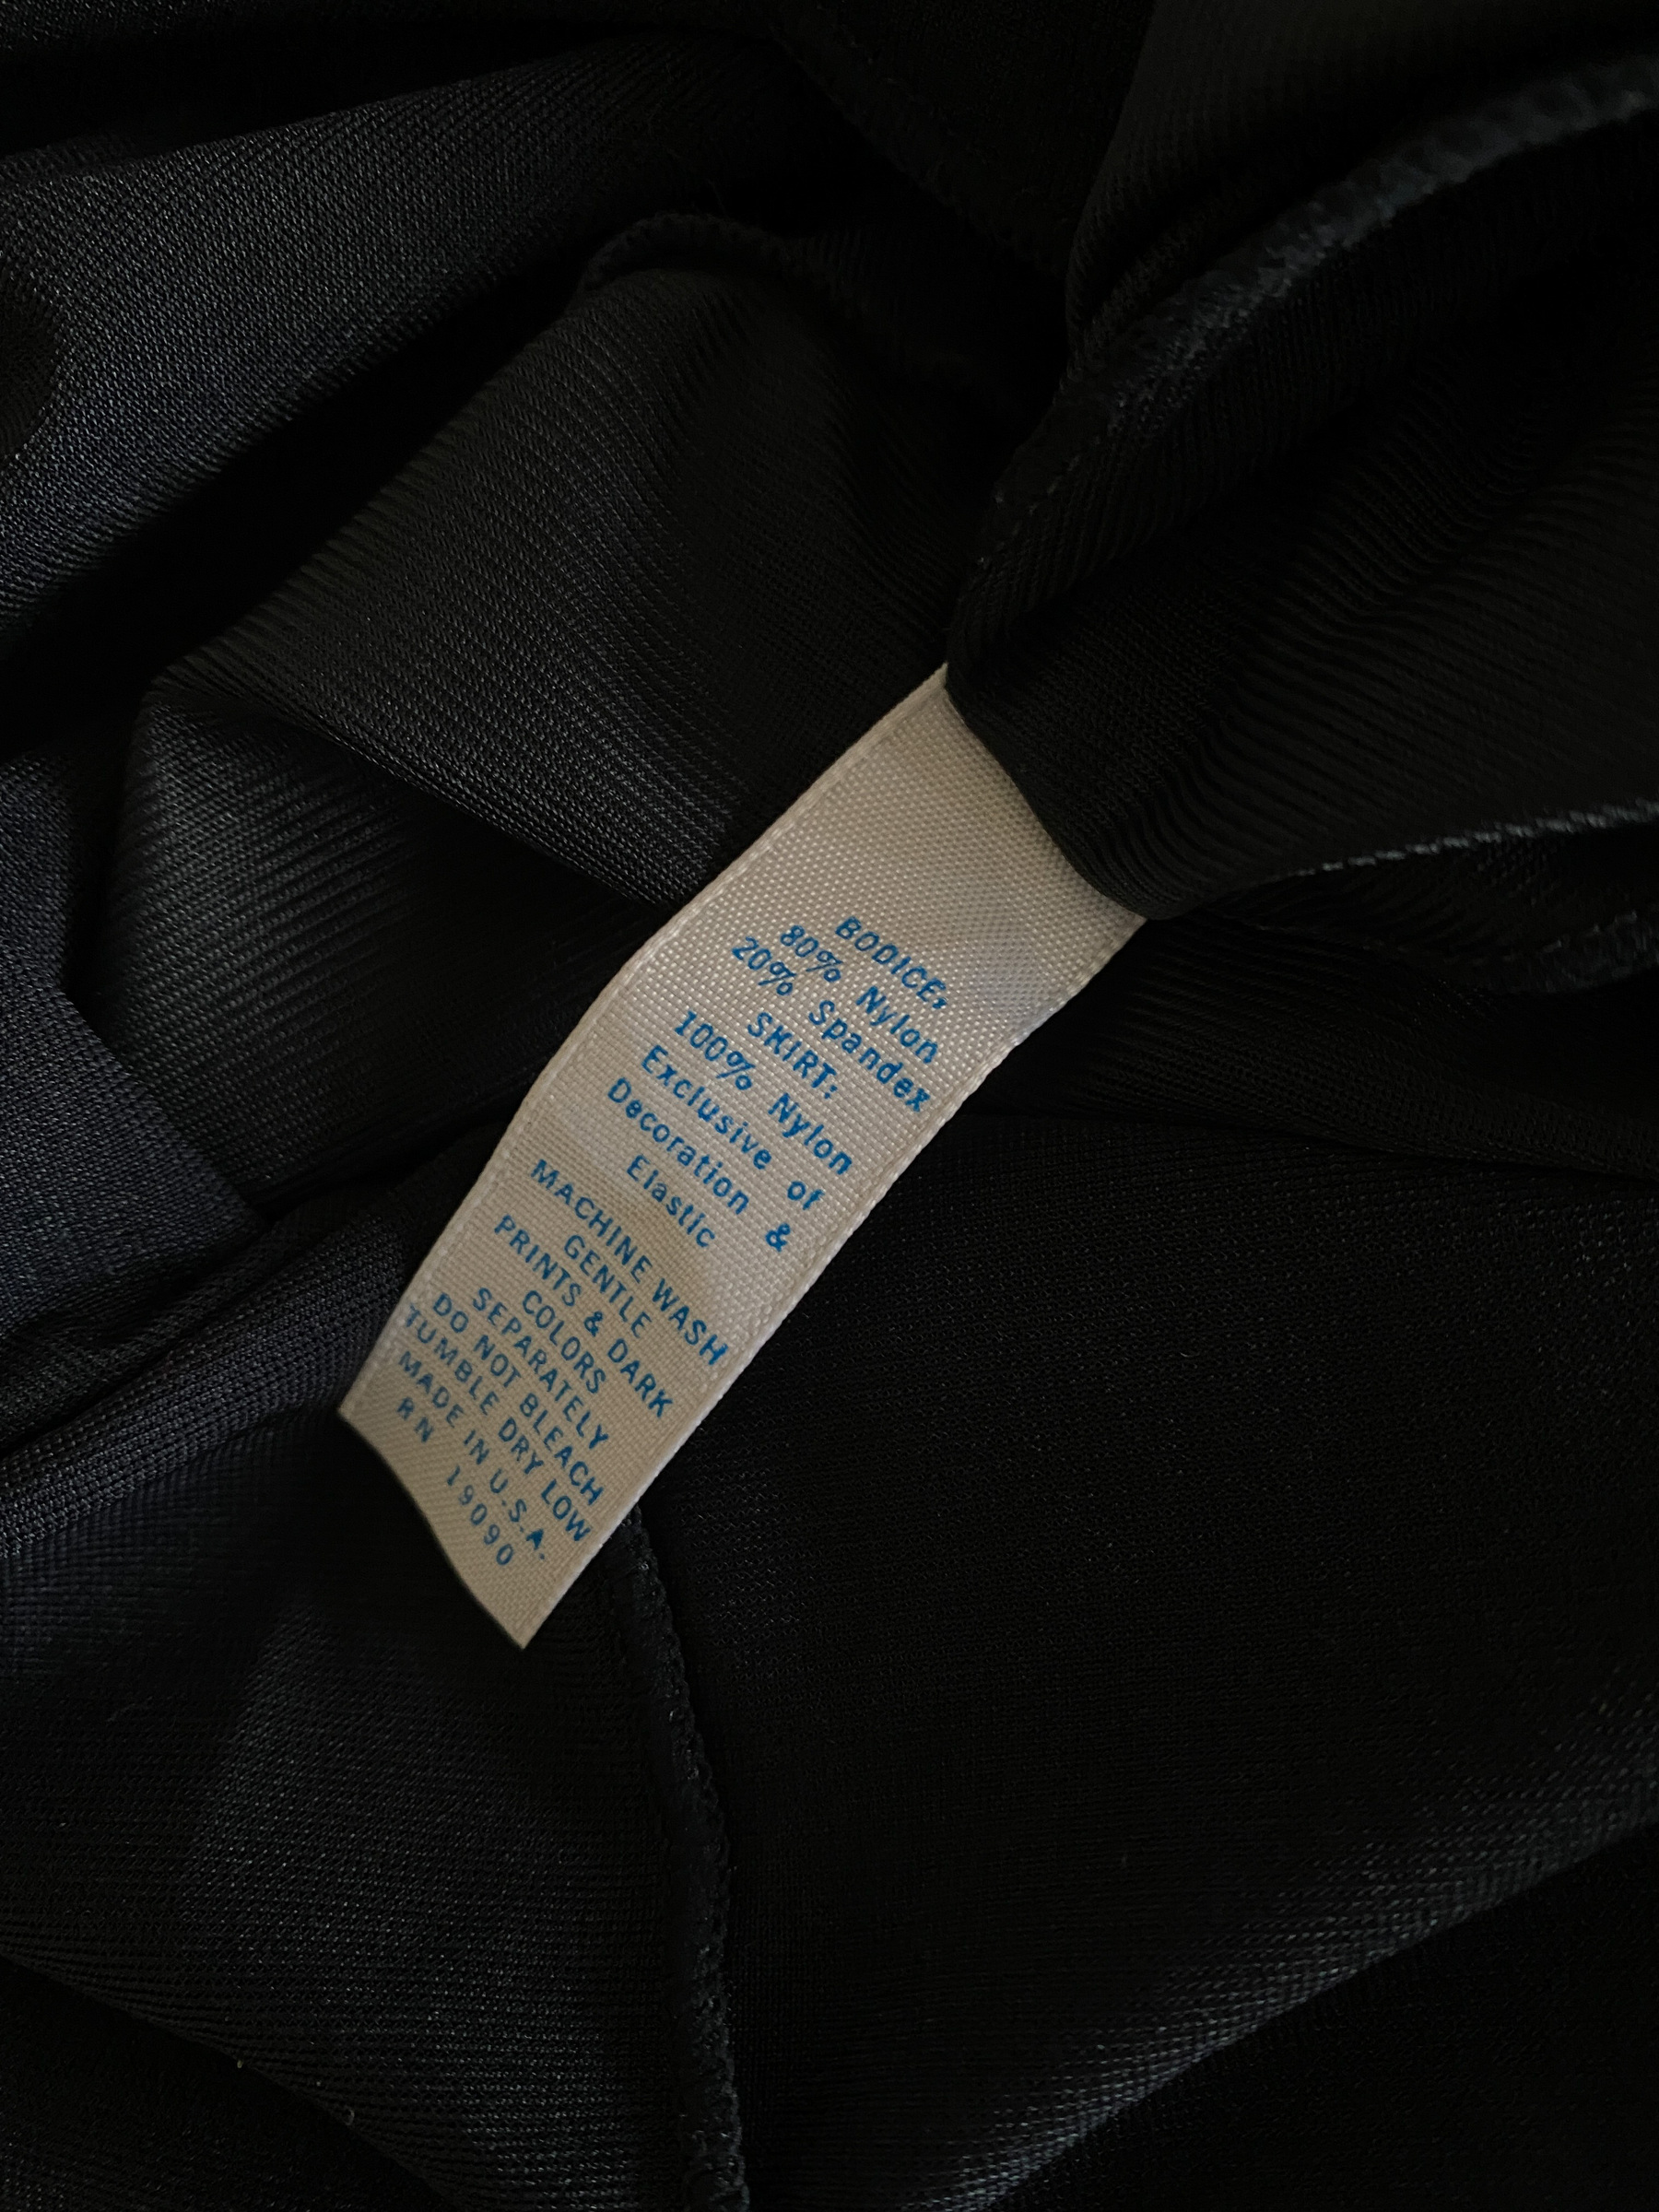 BODICE:
80% Nylon
20% Spandex
SKIRT:
100% Nylon
Exclusive of
Decoration &
Elastic
MACHINE WASH
GENTLE
PRINTS & DARK
COLORS
SEPARATELY
DO NOT BLEACH
TUMBLE DRY LOW
MADE IN U.S.A.
RN 19090